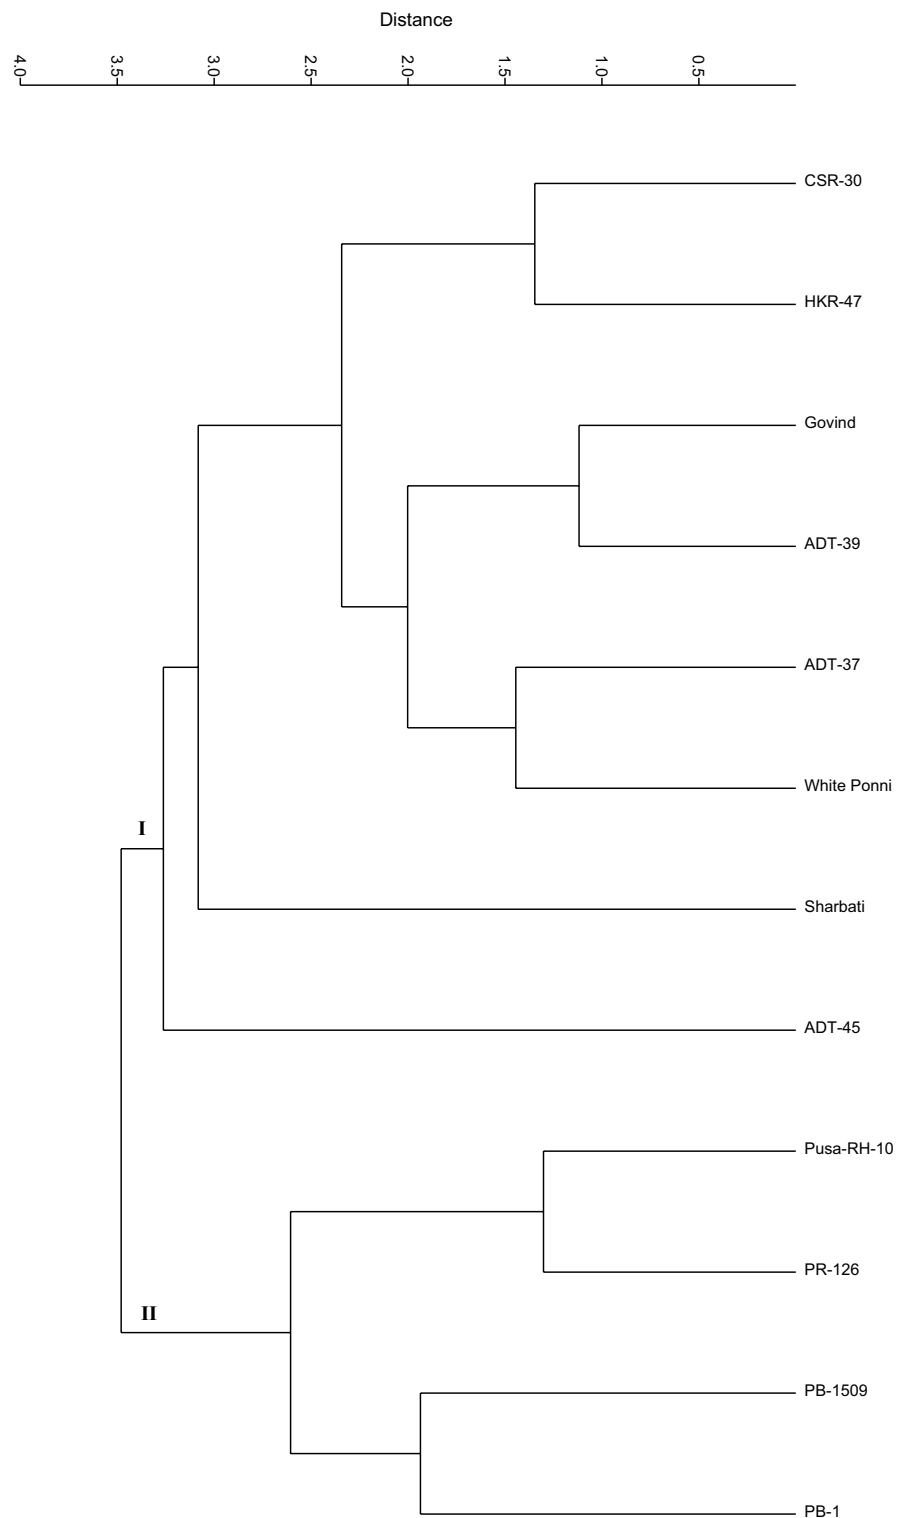 Distance
4.0 3.5 3.0 2.5 2.0 1.5 1.0 0.5
CSR-30
HKR-47
Govind
ADT-39
ADT-37
White Ponni
I
Sharbati
ADT-45
Pusa-RH-10
PR-126
II
PB-1509
PB-1